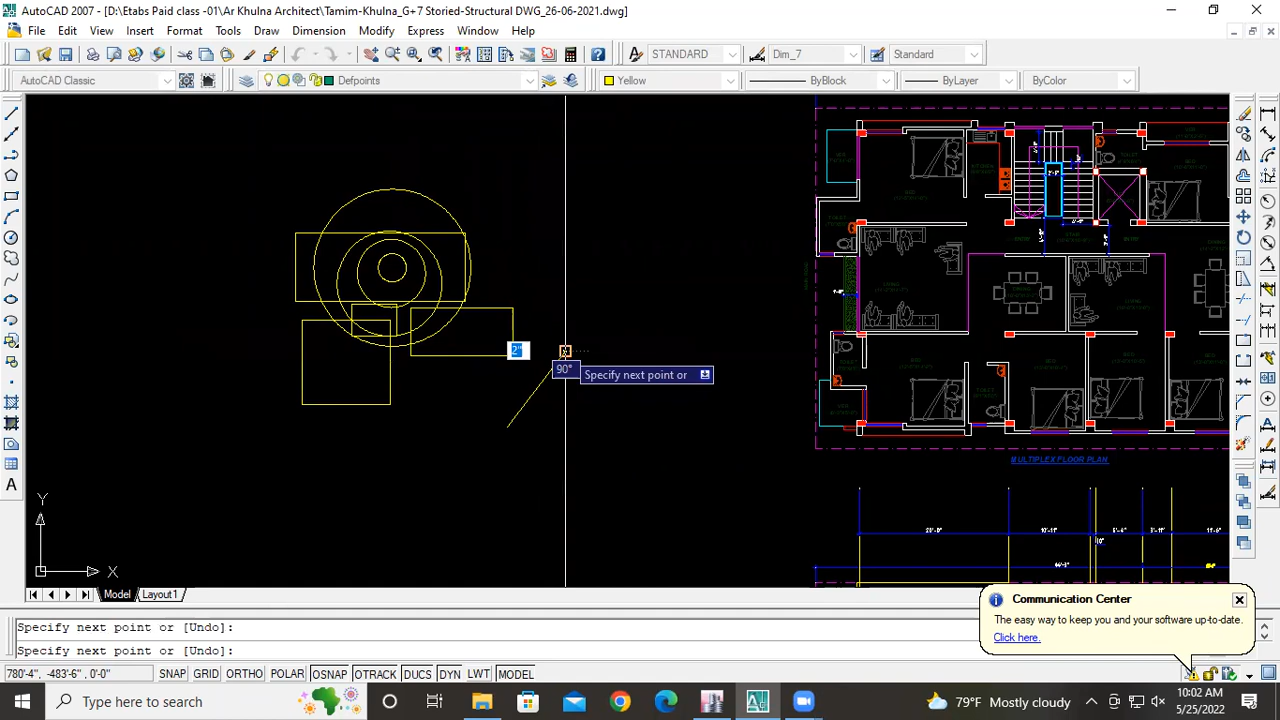 AutoCAD 2007 - [D:\Etabs Paid class -01\Ar Khulna Architect\Tamim-Khulna_G+7 Storied-Structural DWG_26-06-2021.dwg]
File Edit View Insert Format Tools Draw Dimension Modify Express Window Help
STANDARD Dim_7 Standard
AutoCAD Classic Defpoints Yellow ByBlock ByLayer ByColor
KITCHEN
TOILET
2"
90° Specify next point or
MULTIPLEX FLOOR PLAN
Y
X
Model Layout1
Communication Center
The easy way to keep you and your software up-to-date.
Click here.
Specify next point or [Undo]:
Specify next point or [Undo]:
780'-4", -483'-6", 0'-0" SNAP GRID ORTHO POLAR OSNAP OTRACK DUCS DYN LWT MODEL
Type here to search
79°F Mostly cloudy
10:02 AM
5/25/2022